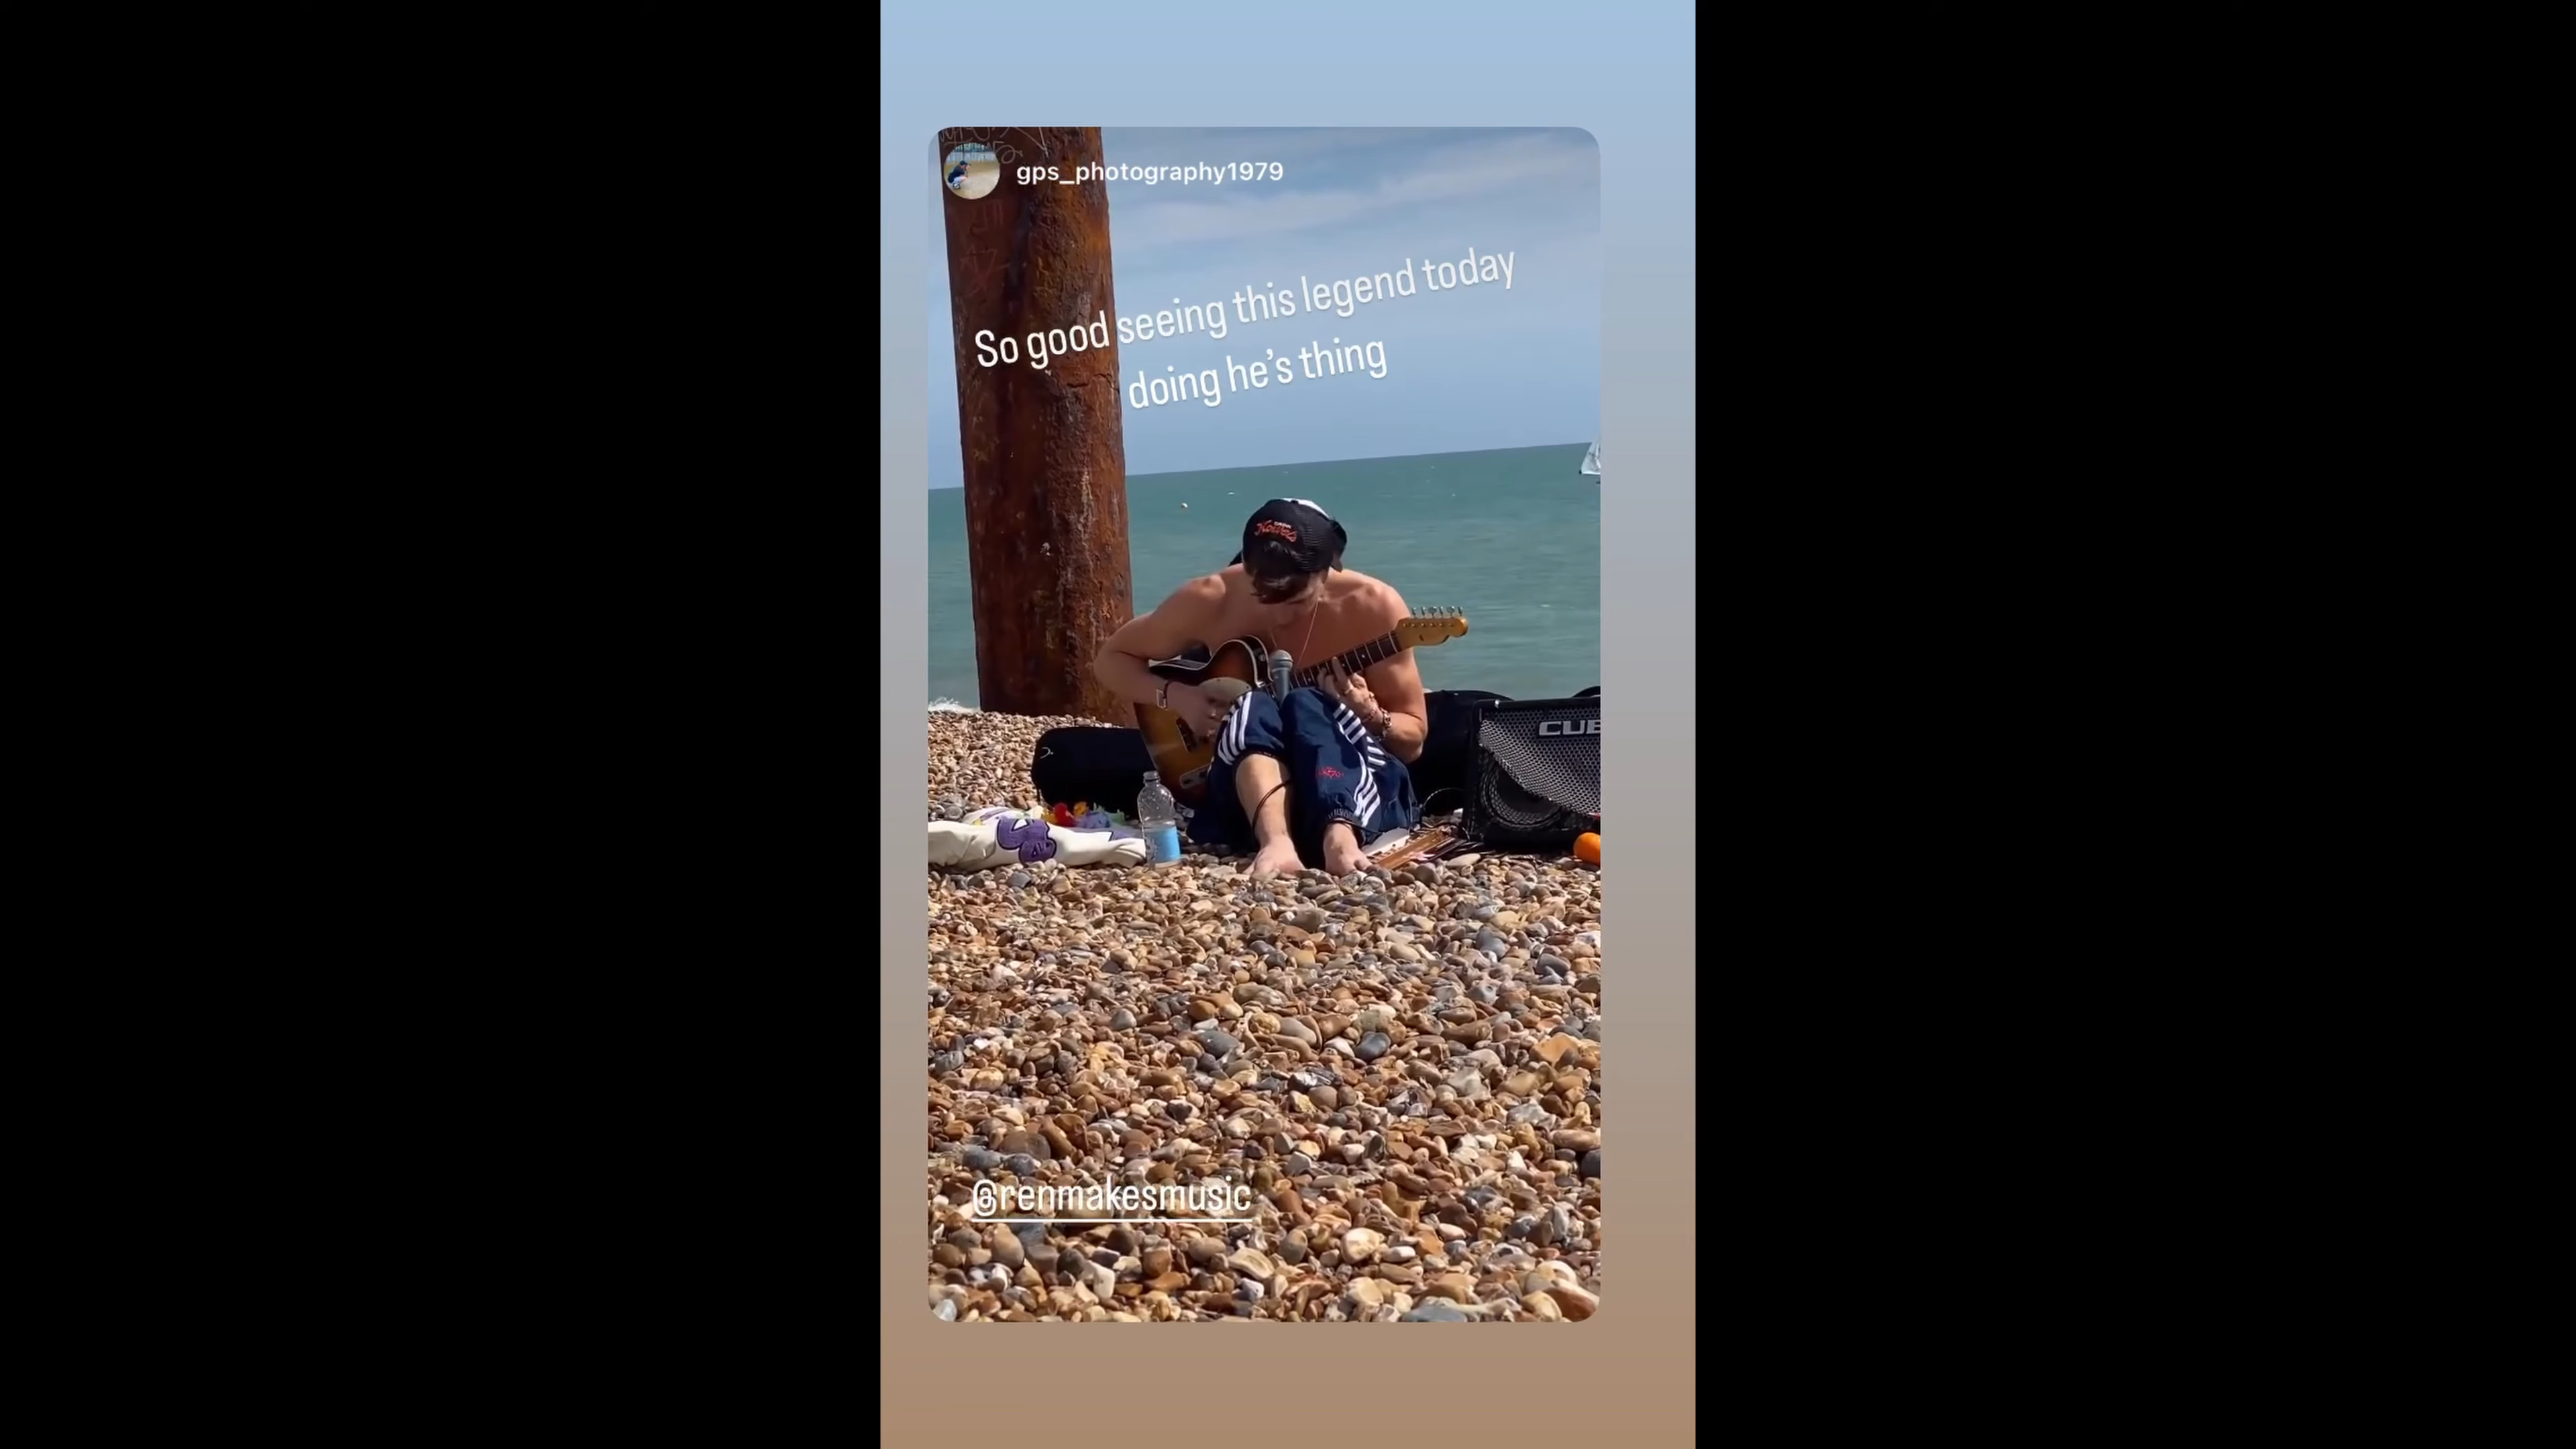 gps_photography1979
So good seeing this legend today
doing he's thing
CUB
@renmakesmusic